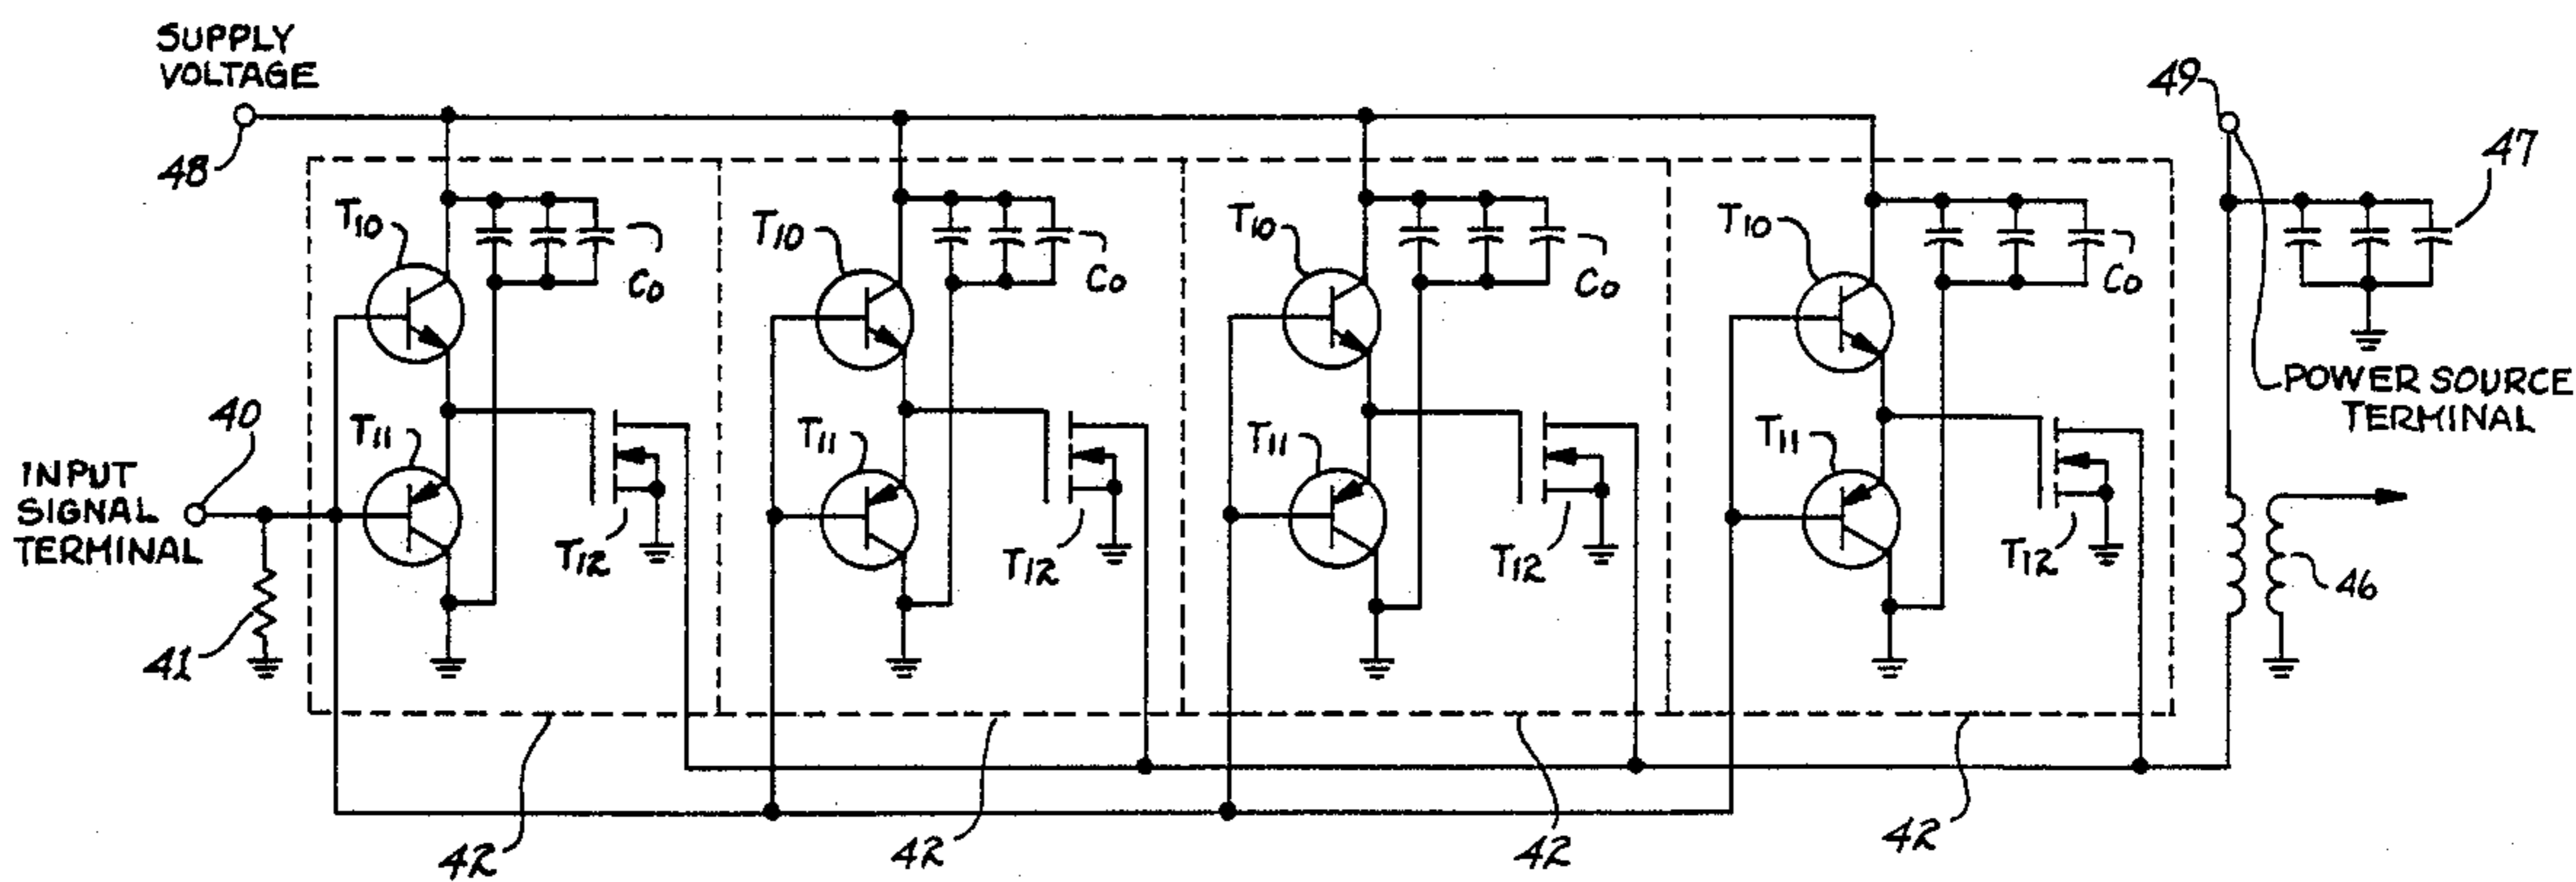 SUPPLY
VOLTAGE
48
49
47
T10
T10
T10
T10
Co
Co
Co
Co
POWER SOURCE
TERMINAL
40
INPUT
SIGNAL
TERMINAL
T11
T11
T11
T11
T12
T12
T12
T12
46
41
42
42
42
42